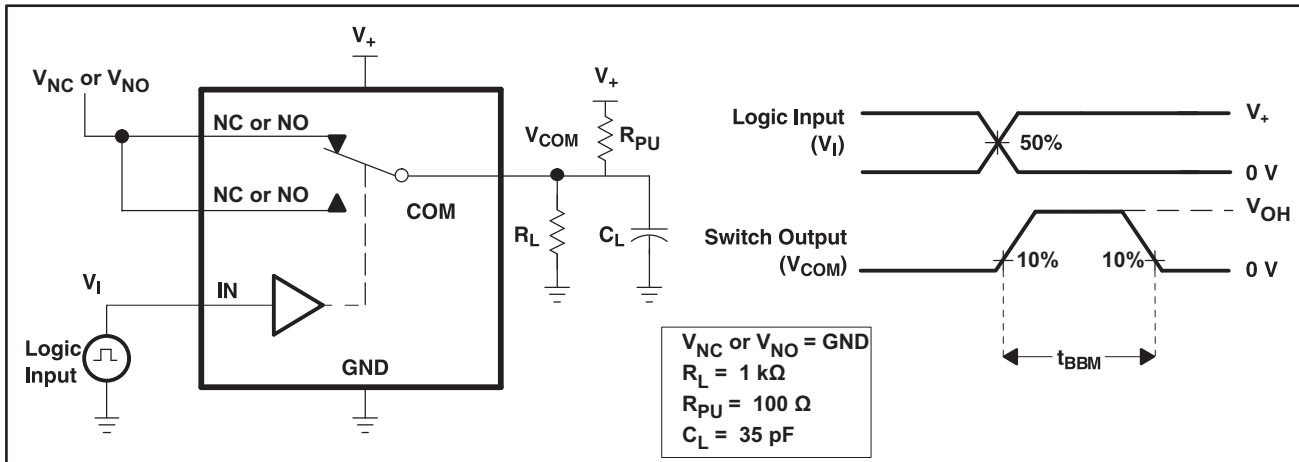 V+
VNC or VNO
NC or NO
NC or NO
COM
VCOM
V+
RPU
RL
CL
VI
IN
Logic
Input
GND
VNC or VNO = GND
RL = 1 kΩ
RPU = 100 Ω
CL = 35 pF
Logic Input
(VI)
50%
V+
0 V
Switch Output
(VCOM)
10%
10%
VOH
0 V
tBBM